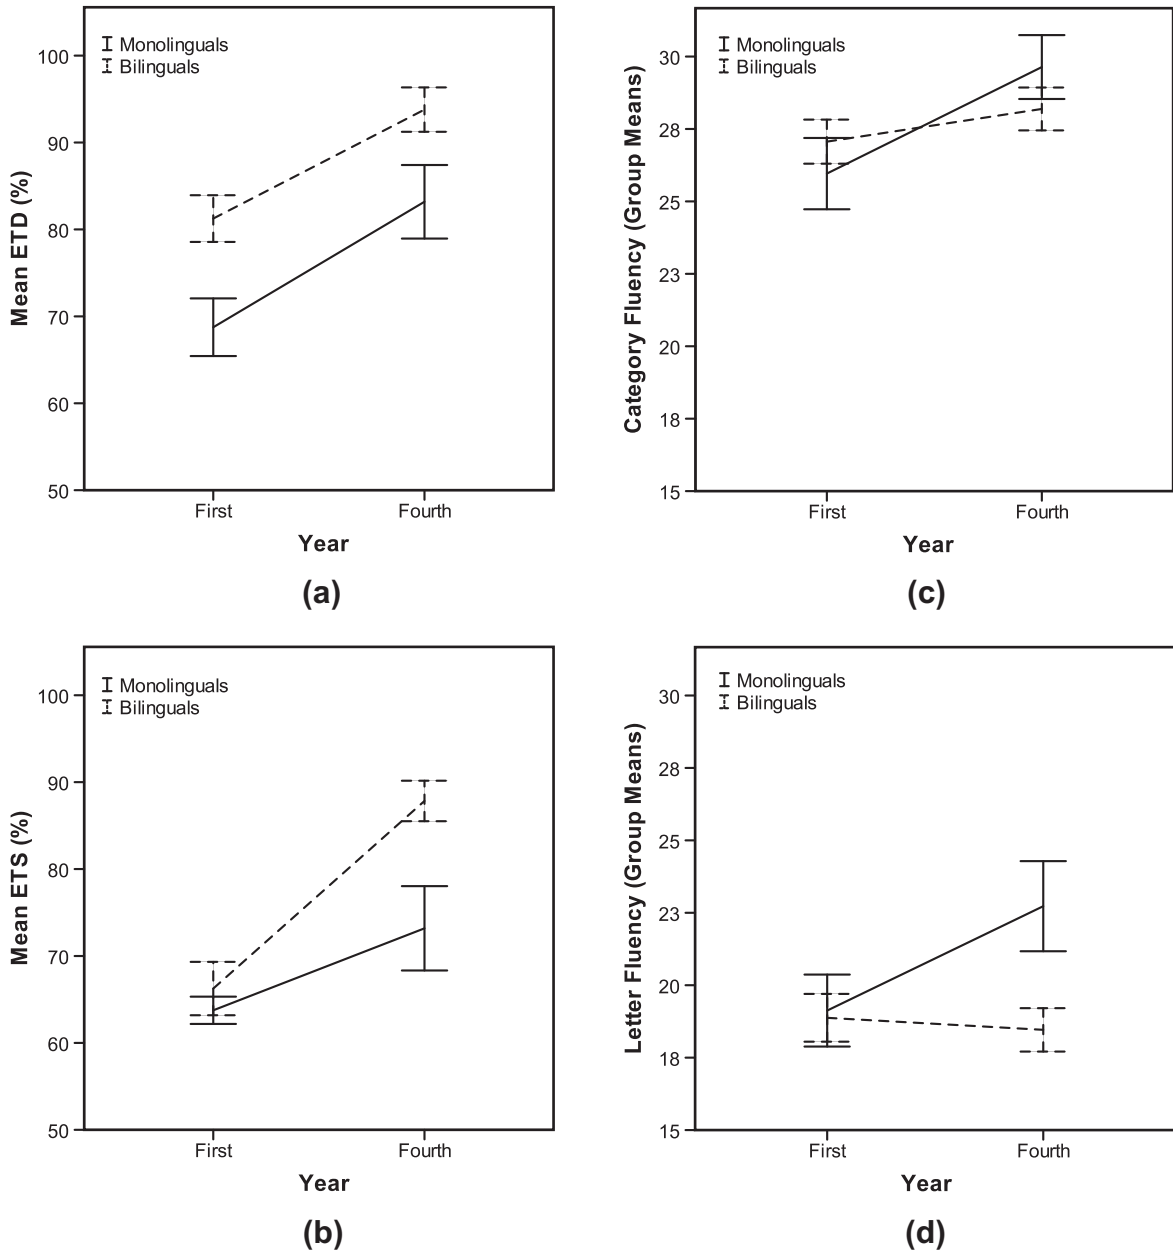 Monolinguals
Bilinguals
100
90
80
70
60
50
Mean ETD (%)
First
Fourth
Year
(a)
Monolinguals
Bilinguals
30
28
25
23
20
18
15
Category Fluency (Group Means)
First
Fourth
Year
(c)
Monolinguals
Bilinguals
100
90
80
70
60
50
Mean ETS (%)
First
Fourth
Year
(b)
Monolinguals
Bilinguals
30
28
25
23
20
18
15
Letter Fluency (Group Means)
First
Fourth
Year
(d)